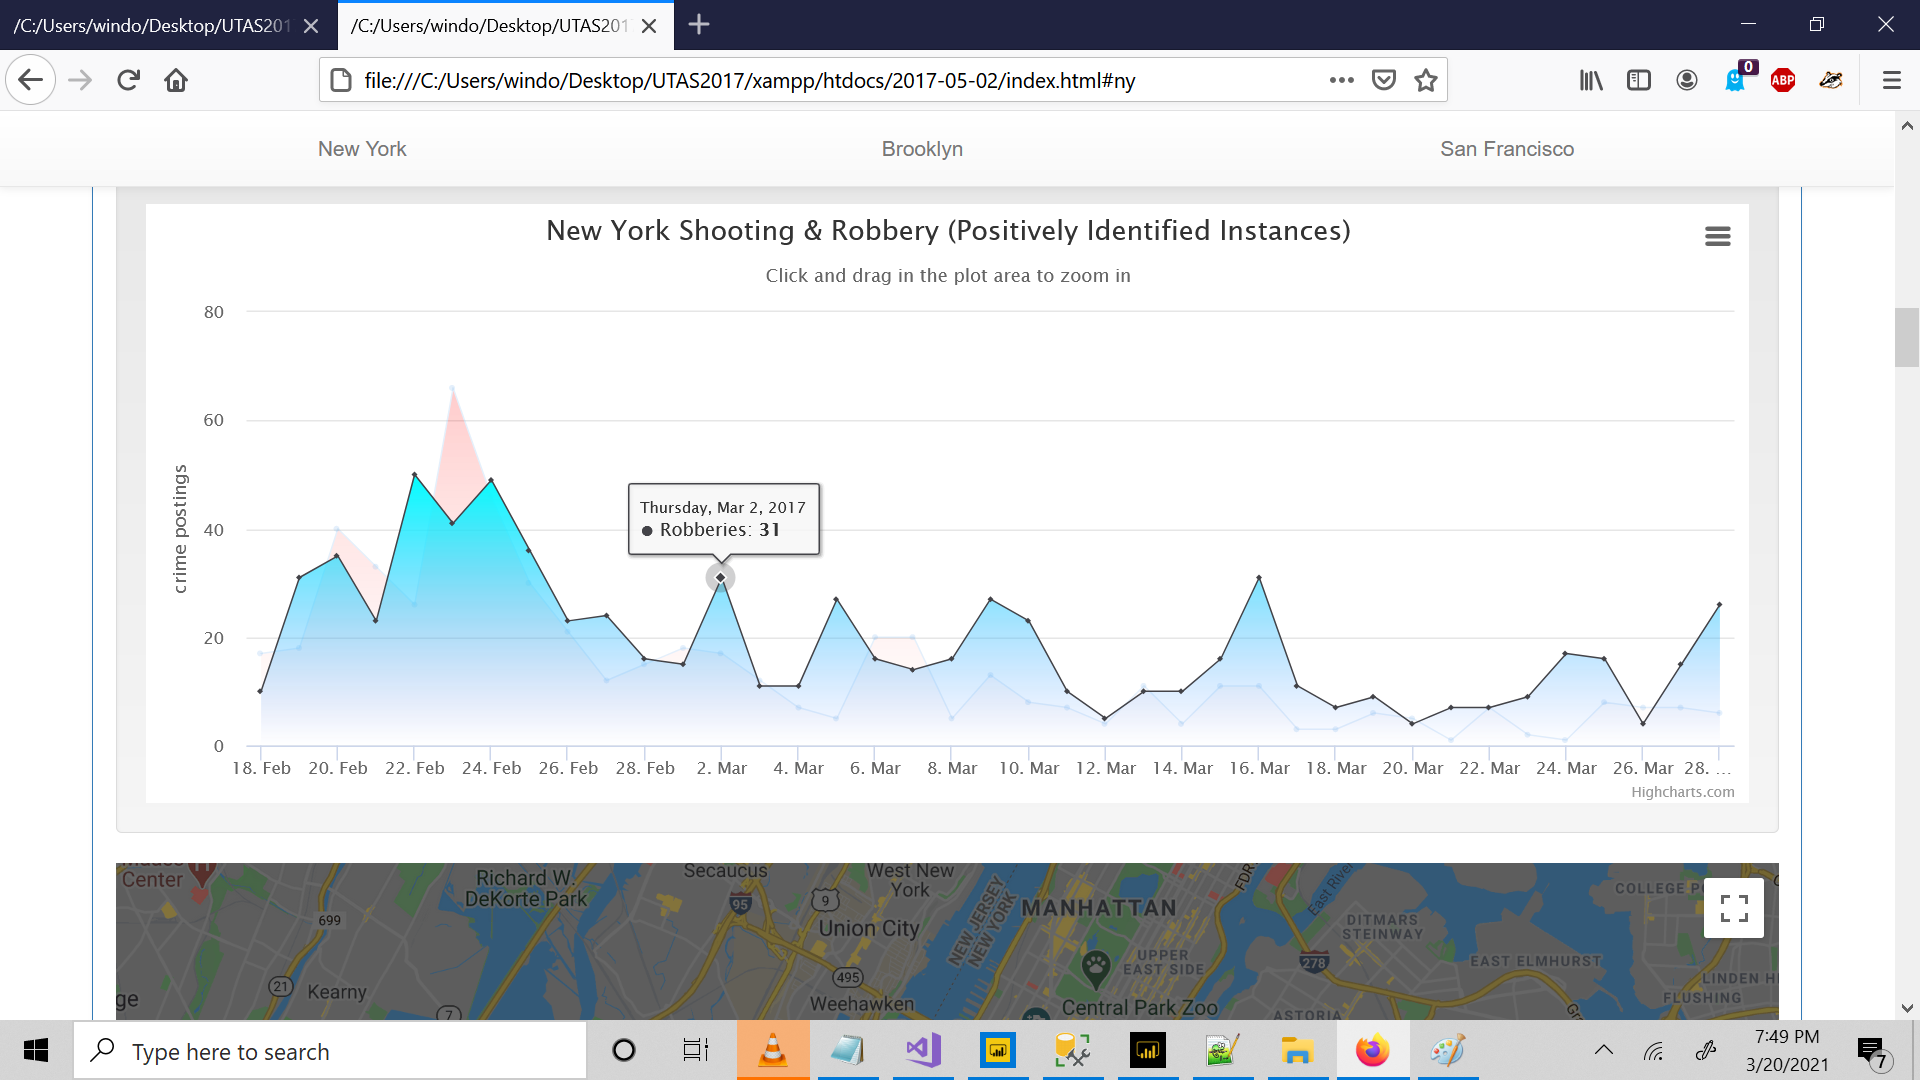 /C:/Users/windo/Desktop/UTAS201
/C:/Users/windo/Desktop/UTAS201
file:///C:/Users/windo/Desktop/UTAS2017/xampp/htdocs/2017-05-02/index.html#ny
0
ABP
New York
Brooklyn
San Francisco
New York Shooting & Robbery (Positively Identified Instances)
Click and drag in the plot area to zoom in
crime postings
80
60
40
20
0
Thursday, Mar 2, 2017
● Robberies: 31
18. Feb 20. Feb 22. Feb 24. Feb 26. Feb 28. Feb 2. Mar 4. Mar 6. Mar 8. Mar 10. Mar 12. Mar 14. Mar 16. Mar 18. Mar 20. Mar 22. Mar 24. Mar 26. Mar 28. …
Highcharts.com
Center
Richard W.
DeKorte Park
Secaucus
West New
York
95
9
Union City
699
NEW JERSEY
NEW YORK
MANHATTAN
FDR
East River
COLLEGE P
DITMARS
STEINWAY
UPPER
EAST SIDE
278
EAST ELMHURST
LINDEN H
FLUSHING
495
21
Kearny
ge
7
Weehawken
Central Park Zoo
ASTORIA
Type here to search
7:49 PM
3/20/2021
7